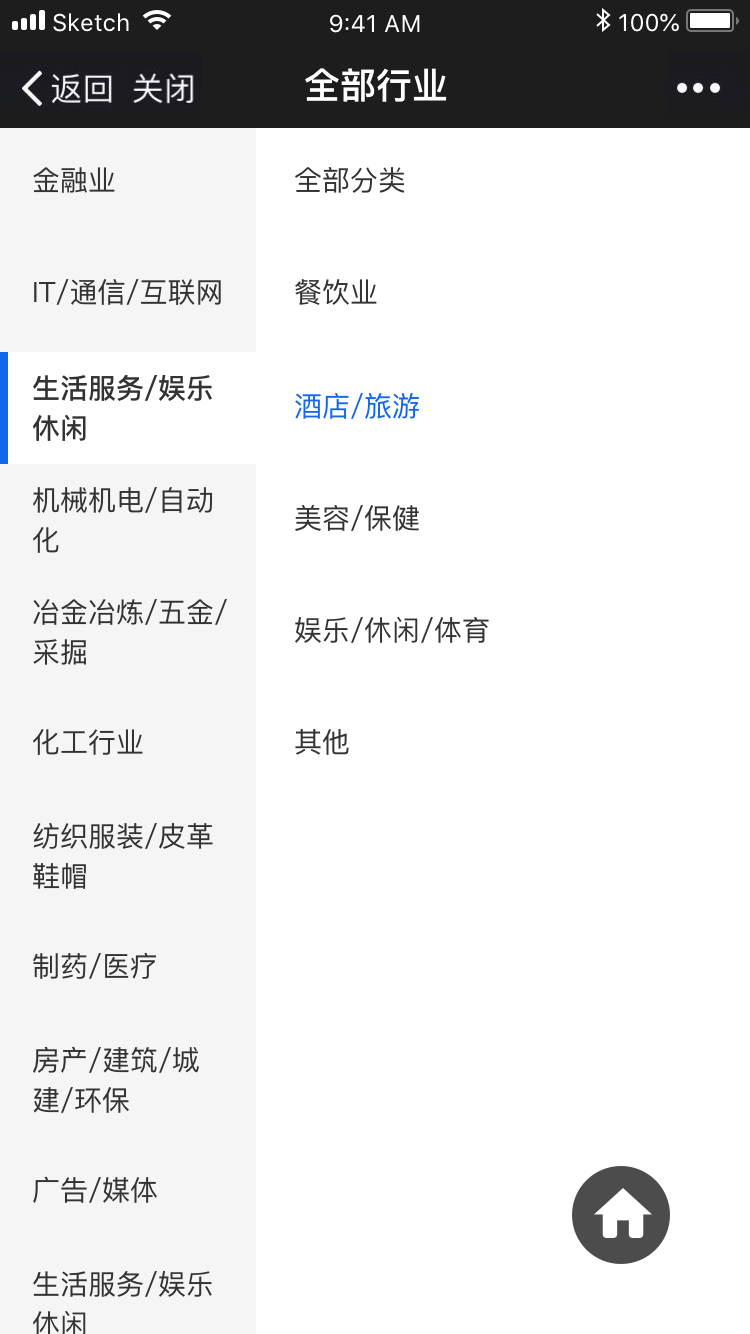 Sketch 9:41 AM 100%
返回 关闭 全部行业
金融业
IT/通信/互联网
生活服务/娱乐
休闲
机械机电/自动
化
冶金冶炼/五金/
采掘
化工行业
纺织服装/皮革
鞋帽
制药/医疗
房产/建筑/城
建/环保
广告/媒体
生活服务/娱乐
休闲
全部分类
餐饮业
酒店/旅游
美容/保健
娱乐/休闲/体育
其他